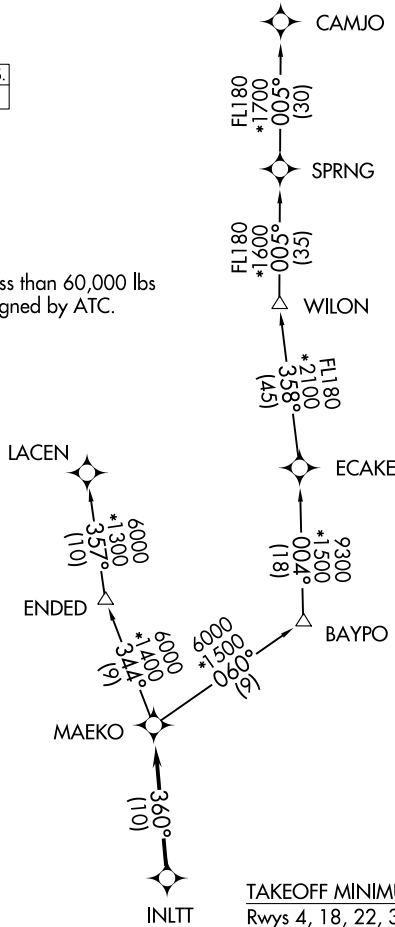 S.
CAMJO
FL180
*1700
005°
(30)
SPRNG
FL180
*1600
005°
(35)
ss than 60,000 lbs
gned by ATC.
WILON
FL180
*2100
358°
(45)
LACEN
ECAKE
6000
*1300
357°
(10)
9300
*1500
004°
(18)
ENDED
BAYPO
6000
*1400
344°
(9)
6000
*1500
060°
(9)
MAEKO
360°
(10)
INLTT
TAKEOFF MINIMU
Rwys 4, 18, 22, 3